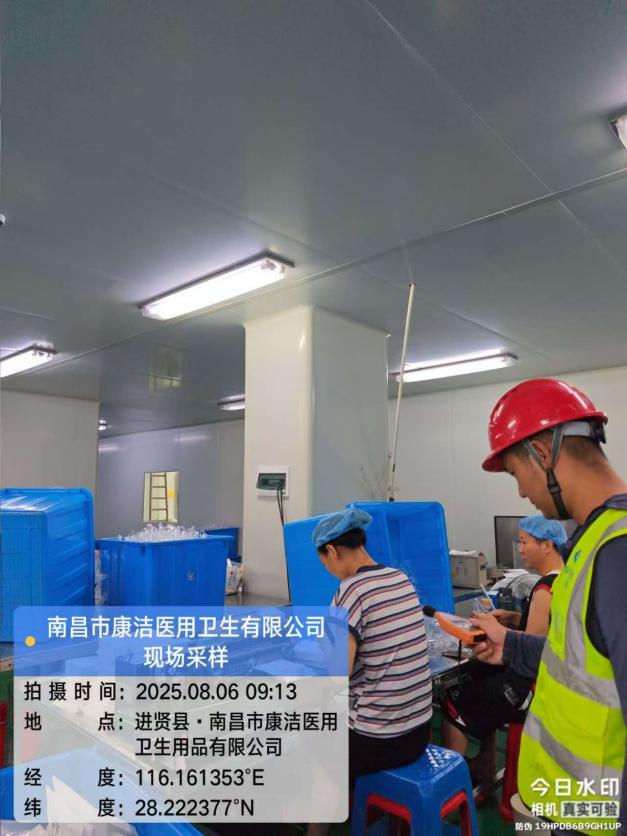 南昌市康洁医用卫生有限公司
现场采样
拍摄时间：2025.08.06 09:13
地点：进贤县·南昌市康洁医用
卫生用品有限公司
经度：116.161353°E
纬度：28.222377°N
今日水印
相机 真实可验
防伪 19HPDB6B9GH1UP